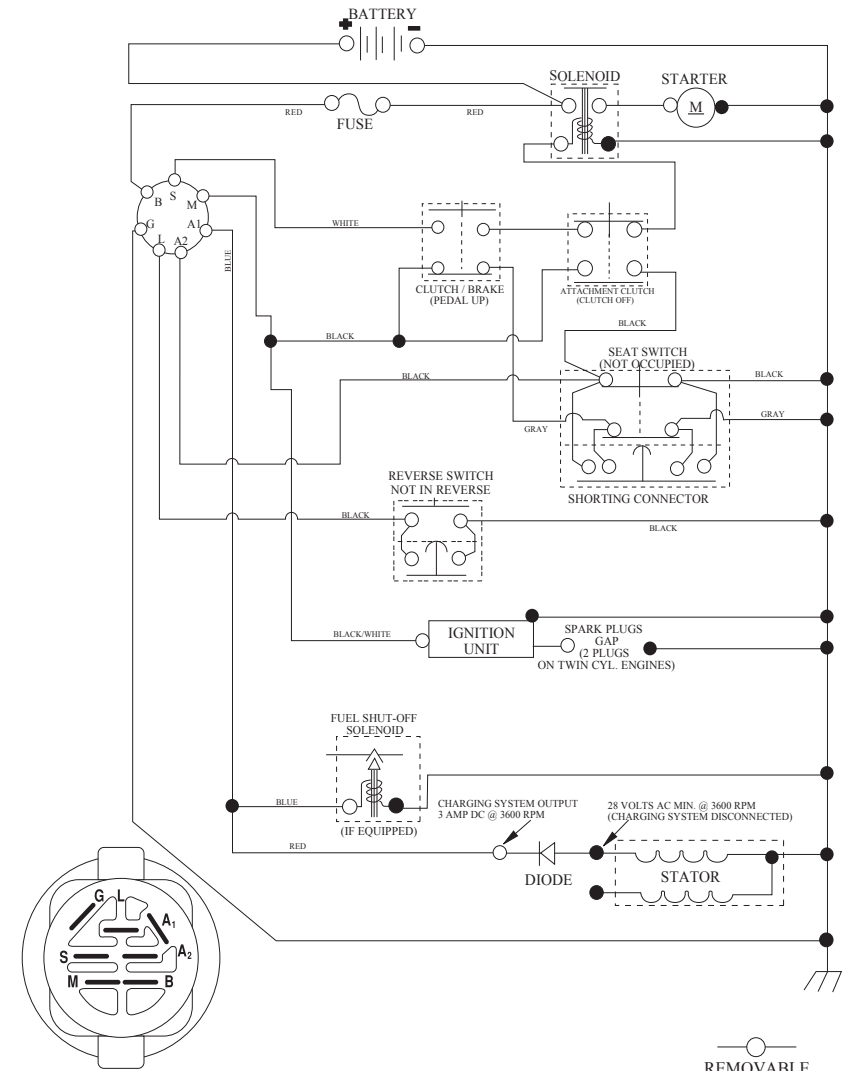 BATTERY
SOLENOID
STARTER
M
RED
FUSE
RED
B
S
M
G
A1
L
A2
WHITE
BLUE
CLUTCH / BRAKE
(PEDAL UP)
ATTACHMENT CLUTCH
(CLUTCH OFF)
BLACK
BLACK
SEAT SWITCH
(NOT OCCUPIED)
BLACK
BLACK
GRAY
GRAY
SHORTING CONNECTOR
REVERSE SWITCH
NOT IN REVERSE
BLACK
BLACK
BLACK/WHITE
IGNITION
UNIT
SPARK PLUGS
GAP
(2 PLUGS
ON TWIN CYL. ENGINES)
FUEL SHUT-OFF
SOLENOID
BLUE
(IF EQUIPPED)
CHARGING SYSTEM OUTPUT
3 AMP DC @ 3600 RPM
28 VOLTS AC MIN. @ 3600 RPM
(CHARGING SYSTEM DISCONNECTED)
RED
DIODE
STATOR
G
L
A1
A2
S
M
B
REMOVABLE